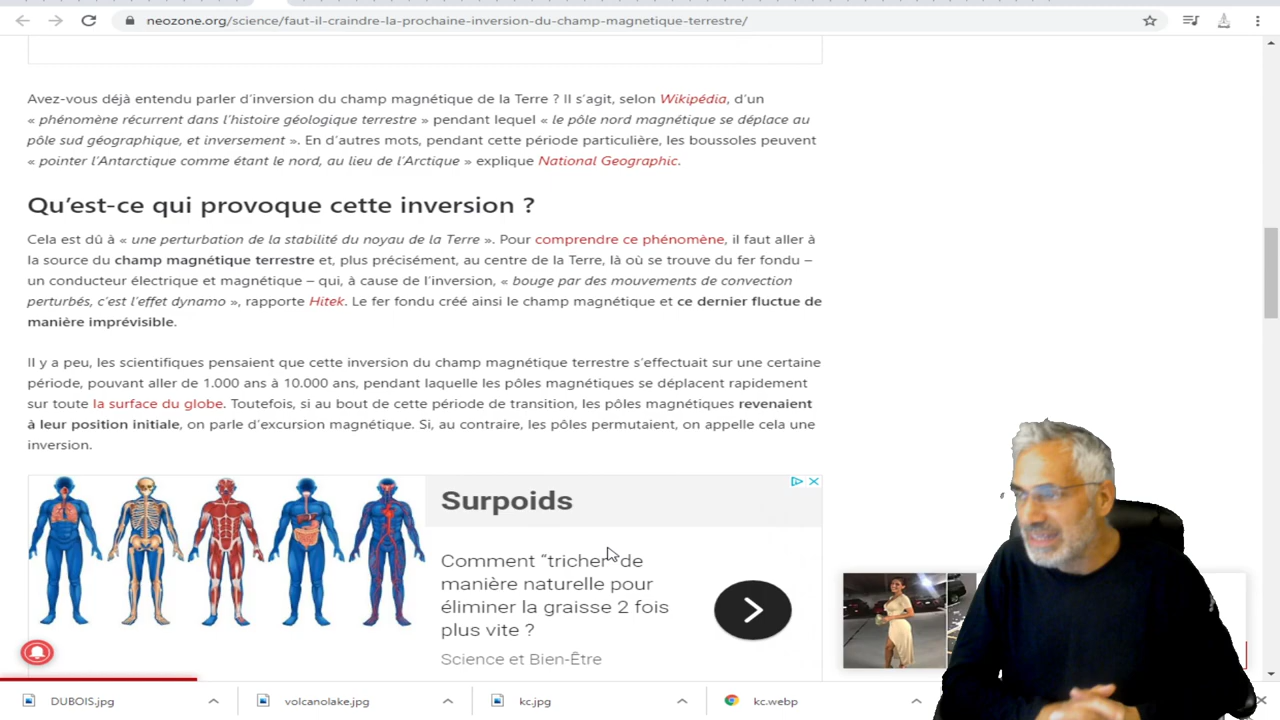 neozone.org/science/faut-il-craindre-la-prochaine-inversion-du-champ-magnetique-terrestre/
Avez-vous déjà entendu parler d’inversion du champ magnétique de la Terre ? Il s’agit, selon Wikipédia, d’un
« phénomène récurrent dans l’histoire géologique terrestre » pendant lequel « le pôle nord magnétique se déplace au
pôle sud géographique, et inversement ». En d’autres mots, pendant cette période particulière, les boussoles peuvent
« pointer l’Antarctique comme étant le nord, au lieu de l’Arctique » explique National Geographic.
Qu’est-ce qui provoque cette inversion ?
Cela est dû à « une perturbation de la stabilité du noyau de la Terre ». Pour comprendre ce phénomène, il faut aller à
la source du champ magnétique terrestre et, plus précisément, au centre de la Terre, là où se trouve du fer fondu –
un conducteur électrique et magnétique – qui, à cause de l’inversion, « bouge par des mouvements de convection
perturbés, c’est l’effet dynamo », rapporte Hitek. Le fer fondu créé ainsi le champ magnétique et ce dernier fluctue de
manière imprévisible.
Il y a peu, les scientifiques pensaient que cette inversion du champ magnétique terrestre s’effectuait sur une certaine
période, pouvant aller de 1.000 ans à 10.000 ans, pendant laquelle les pôles magnétiques se déplacent rapidement
sur toute la surface du globe. Toutefois, si au bout de cette période de transition, les pôles magnétiques revenaient
à leur position initiale, on parle d’excursion magnétique. Si, au contraire, les pôles permutaient, on appelle cela une
inversion.
Surpoids
Comment “tricher” de
manière naturelle pour
éliminer la graisse 2 fois
plus vite ?
Science et Bien-Être
DUBOIS.jpg
volcanolake.jpg
kc.jpg
kc.webp